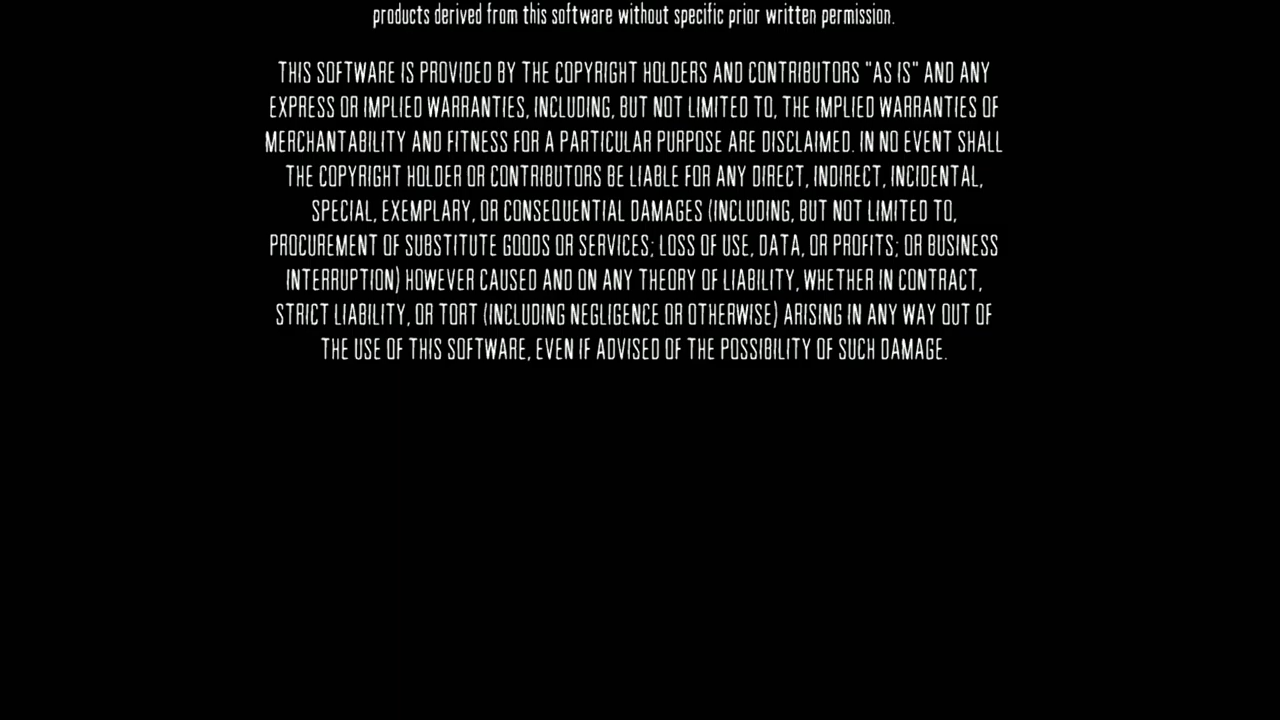 products derived from this software without specific prior written permission.
THIS SOFTWARE IS PROVIDED BY THE COPYRIGHT HOLDERS AND CONTRIBUTORS "AS IS" AND ANY
EXPRESS OR IMPLIED WARRANTIES, INCLUDING, BUT NOT LIMITED TO, THE IMPLIED WARRANTIES OF
MERCHANTABILITY AND FITNESS FOR A PARTICULAR PURPOSE ARE DISCLAIMED. IN NO EVENT SHALL
THE COPYRIGHT HOLDER OR CONTRIBUTORS BE LIABLE FOR ANY DIRECT, INDIRECT, INCIDENTAL,
SPECIAL, EXEMPLARY, OR CONSEQUENTIAL DAMAGES (INCLUDING, BUT NOT LIMITED TO,
PROCUREMENT OF SUBSTITUTE GOODS OR SERVICES; LOSS OF USE, DATA, OR PROFITS; OR BUSINESS
INTERRUPTION) HOWEVER CAUSED AND ON ANY THEORY OF LIABILITY, WHETHER IN CONTRACT,
STRICT LIABILITY, OR TORT (INCLUDING NEGLIGENCE OR OTHERWISE) ARISING IN ANY WAY OUT OF
THE USE OF THIS SOFTWARE, EVEN IF ADVISED OF THE POSSIBILITY OF SUCH DAMAGE.